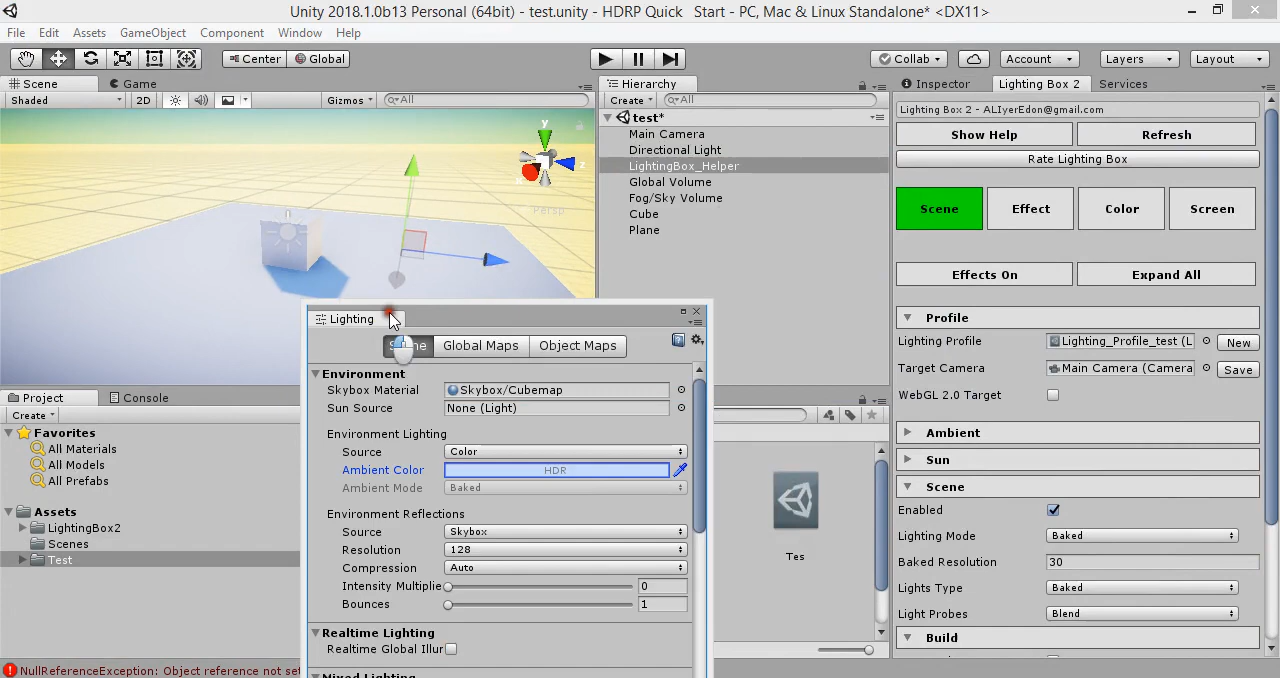 Unity 2018.1.0b13 Personal (64bit) - test.unity - HDRP Quick Start - PC, Mac & Linux Standalone* <DX11>
File Edit Assets GameObject Component Window Help
Center Global Collab Account Layers Layout
Scene Game
Shaded 2D Gizmos All
y
z
Persp
Hierarchy
Create All
test*
Main Camera
Directional Light
LightingBox_Helper
Global Volume
Fog/Sky Volume
Cube
Plane
Inspector Lighting Box 2 Services
Lighting Box 2 - ALIyerEdon@gmail.com
Show Help Refresh
Rate Lighting Box
Scene Effect Color Screen
Effects On Expand All
Profile
Lighting Profile Lighting_Profile_test (L New
Target Camera Main Camera (Camera Save
WebGL 2.0 Target
Ambient
Sun
Scene
Enabled
Lighting Mode Baked
Baked Resolution 30
Lights Type Baked
Light Probes Blend
Build
Project Console
Create
Favorites
All Materials
All Models
All Prefabs
Assets
LightingBox2
Scenes
Test
Tes
NullReferenceException: Object reference not set
Lighting
Global Maps Object Maps
Environment
Skybox Material Skybox/Cubemap
Sun Source None (Light)
Environment Lighting
Source Color
Ambient Color HDR
Ambient Mode Baked
Environment Reflections
Source Skybox
Resolution 128
Compression Auto
Intensity Multiplie 0
Bounces 1
Realtime Lighting
Realtime Global Illur
Mixed Lighting